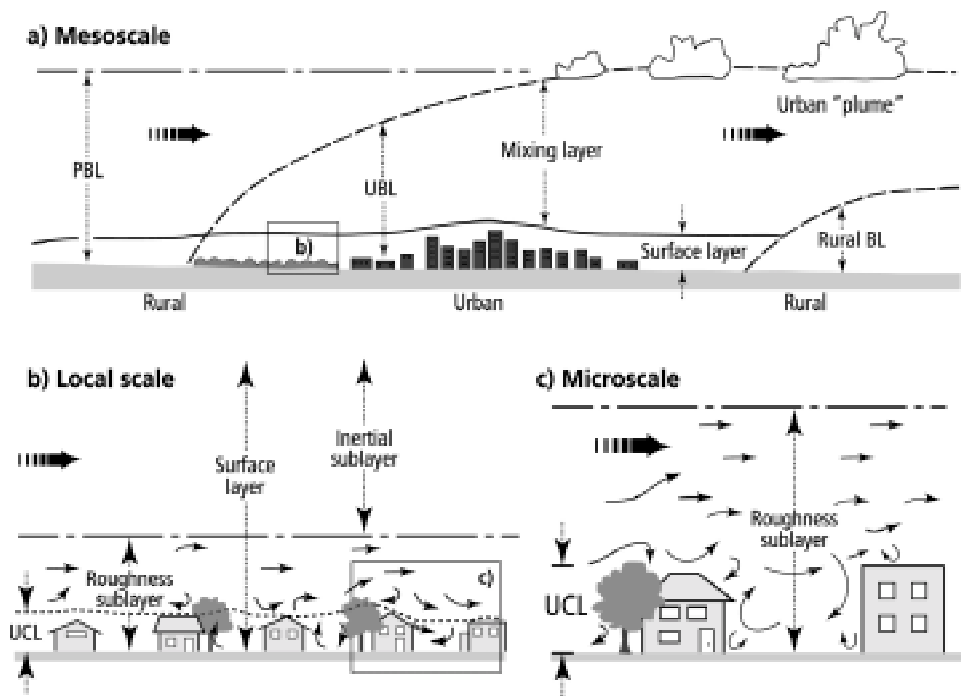 a) Mesoscale
Urban "plume"
PBL
UBL
Mixing layer
b)
Surface layer
Rural BL
Rural
Urban
Rural
b) Local scale
Surface
layer
Inertial
sublayer
Roughness
sublayer
UCL
c)
c) Microscale
Roughness
sublayer
UCL